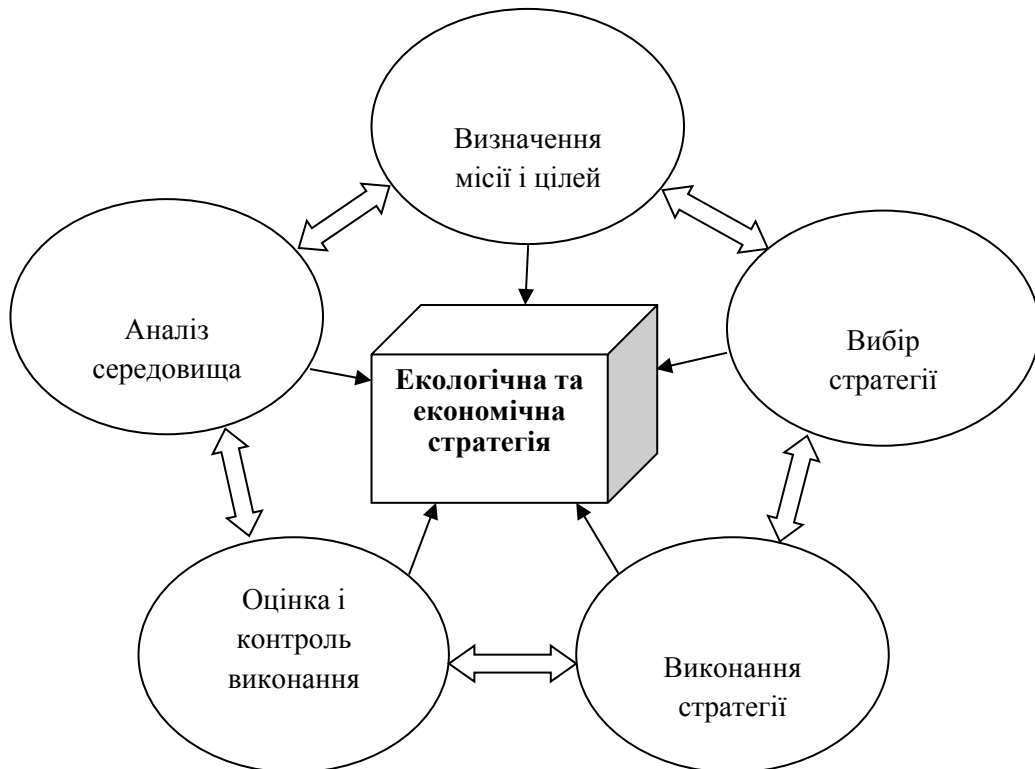 Визначення
місії і цілей
Аналіз
середовища
Вибір
стратегії
Екологічна та
економічна
стратегія
Оцінка і
контроль
виконання
Виконання
стратегії